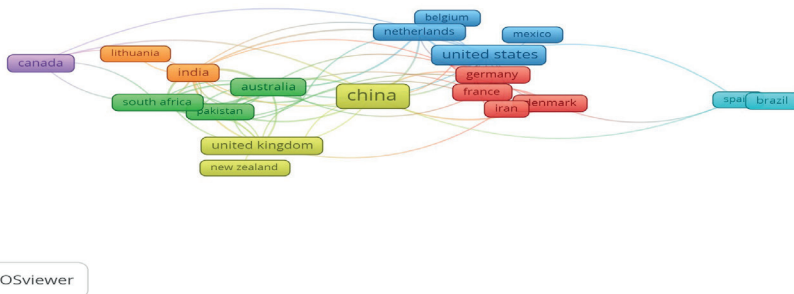 belgium
netherlands
mexico
united states
lithuania
canada
india
germany
australia
france
china
south africa
pakistan
iran
denmark
spa
brazil
united kingdom
new zealand
OSviewer